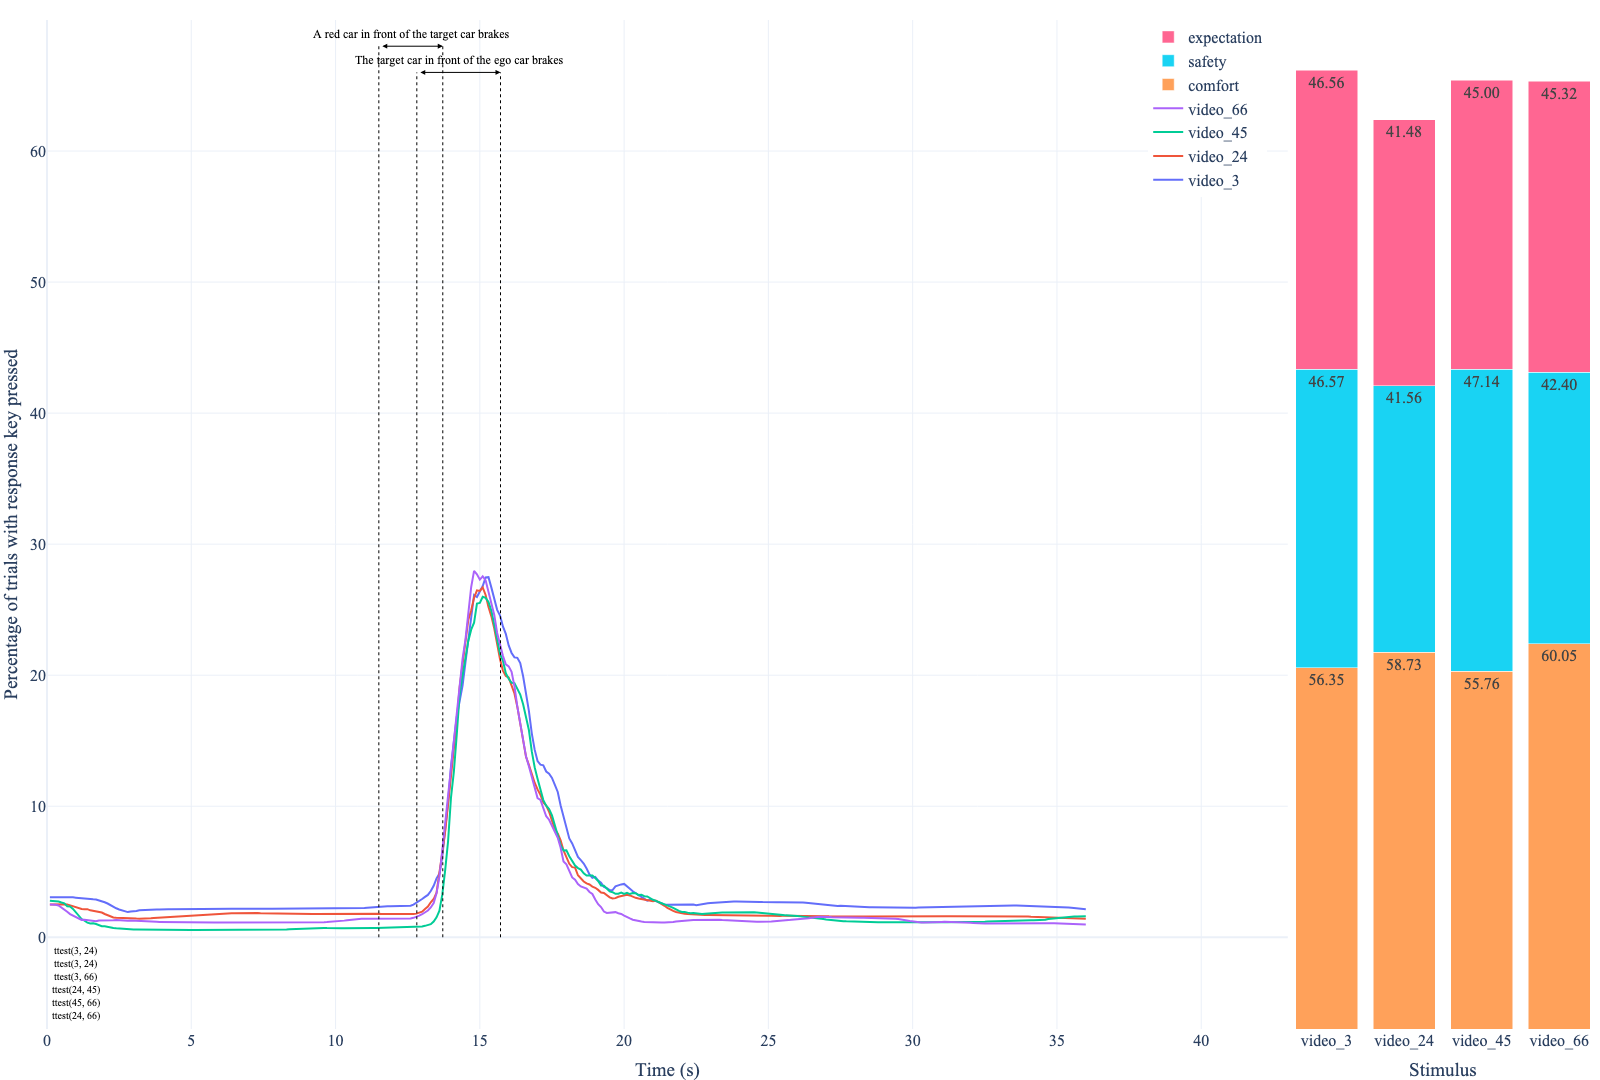 A red car in front of the target car brakes
The target car in front of the ego car brakes
expectation
safety
comfort
video_66
video_45
video_24
video_3
Percentage of trials with response key pressed
60
50
40
30
20
10
0
ttest(3, 24)
ttest(3, 24)
ttest(3, 66)
ttest(24, 45)
ttest(45, 66)
ttest(24, 66)
0 5 10 15 20 25 30 35 40
Time (s)
46.56 41.48 45.00 45.32
46.57 41.56 47.14 42.40
56.35 58.73 55.76 60.05
video_3 video_24 video_45 video_66
Stimulus